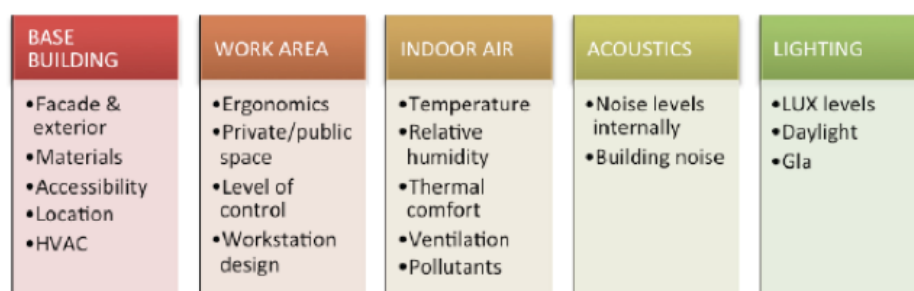 BASE
BUILDING
•Facade &
exterior
•Materials
•Accessibility
•Location
•HVAC
WORK AREA
•Ergonomics
•Private/public
space
•Level of
control
•Workstation
design
INDOOR AIR
•Temperature
•Relative
humidity
•Thermal
comfort
•Ventilation
•Pollutants
ACOUSTICS
•Noise levels
internally
•Building noise
LIGHTING
•LUX levels
•Daylight
•Gla